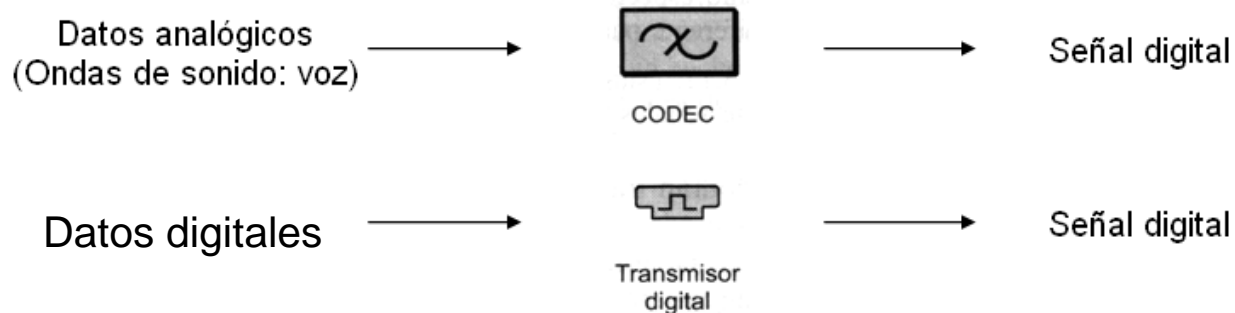 Datos analógicos
(Ondas de sonido: voz)
CODEC
Señal digital
Datos digitales
Transmisor
digital
Señal digital